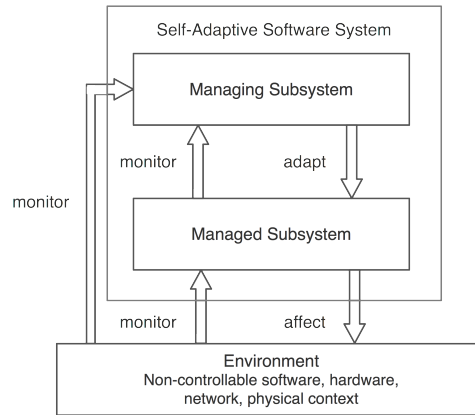 Self-Adaptive Software System
Managing Subsystem
monitor
adapt
monitor
Managed Subsystem
monitor
affect
Environment
Non-controllable software, hardware,
network, physical context